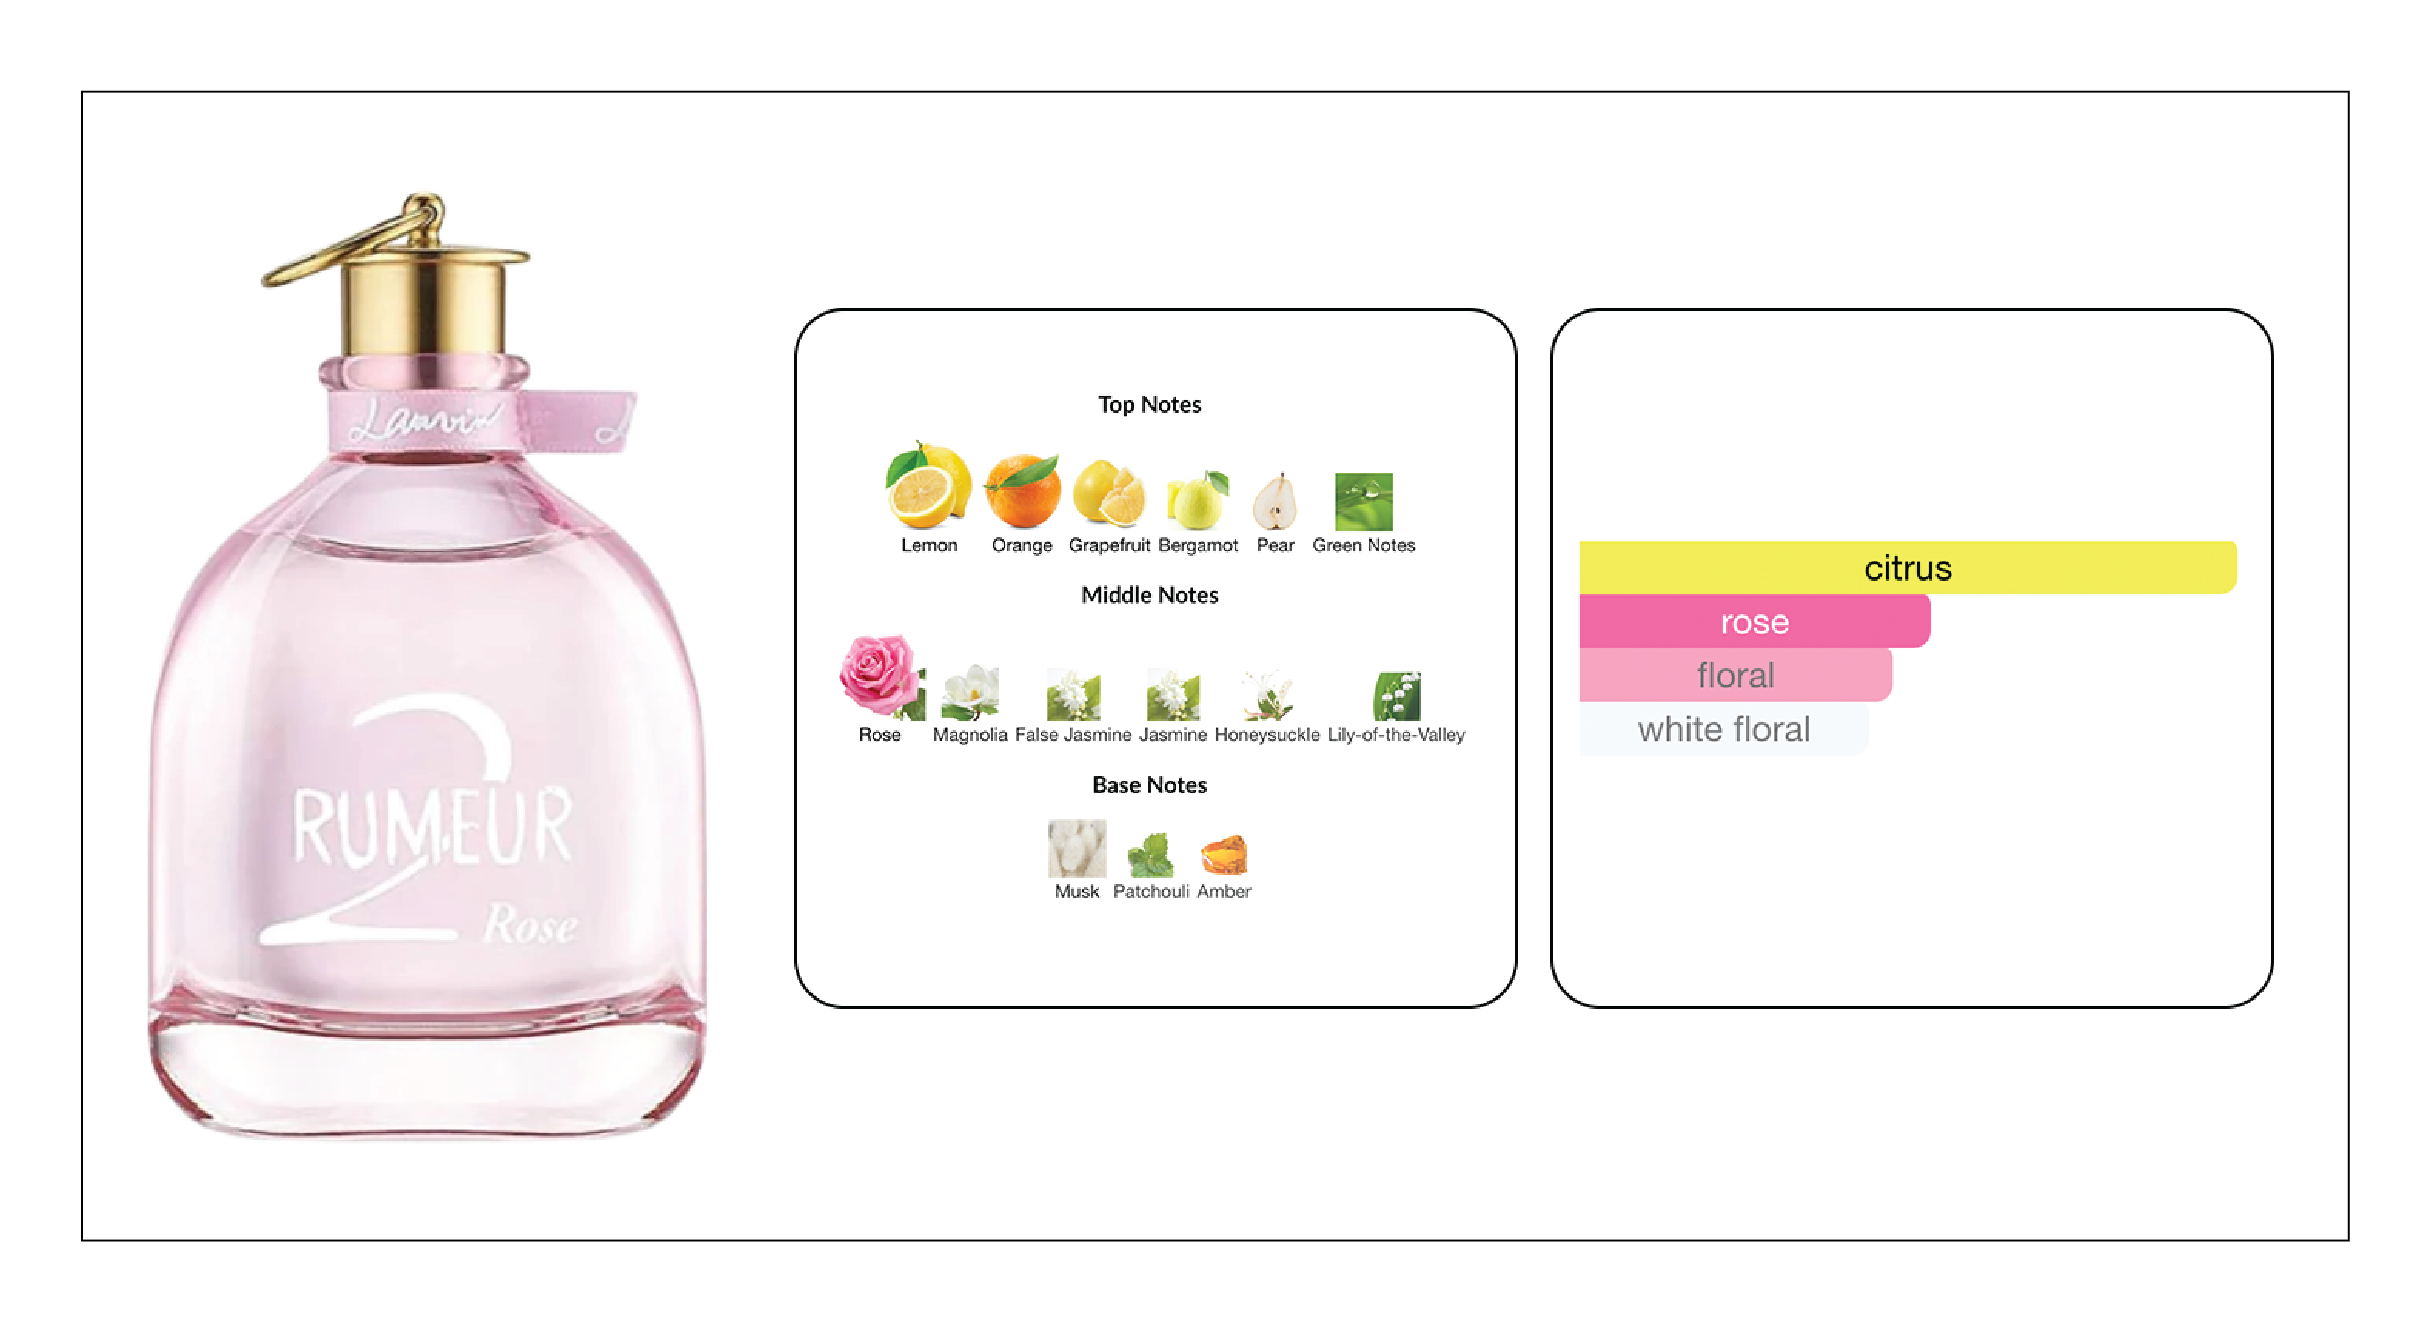 Lanvin
L
2
RUMEUR
Rose
Top Notes
Lemon Orange Grapefruit Bergamot Pear Green Notes
Middle Notes
Rose Magnolia False Jasmine Jasmine Honeysuckle Lily-of-the-Valley
Base Notes
Musk Patchouli Amber
citrus
rose
floral
white floral